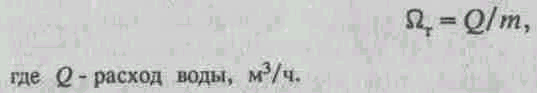 Ωт = Q/m,
где Q - расход воды, м³/ч.